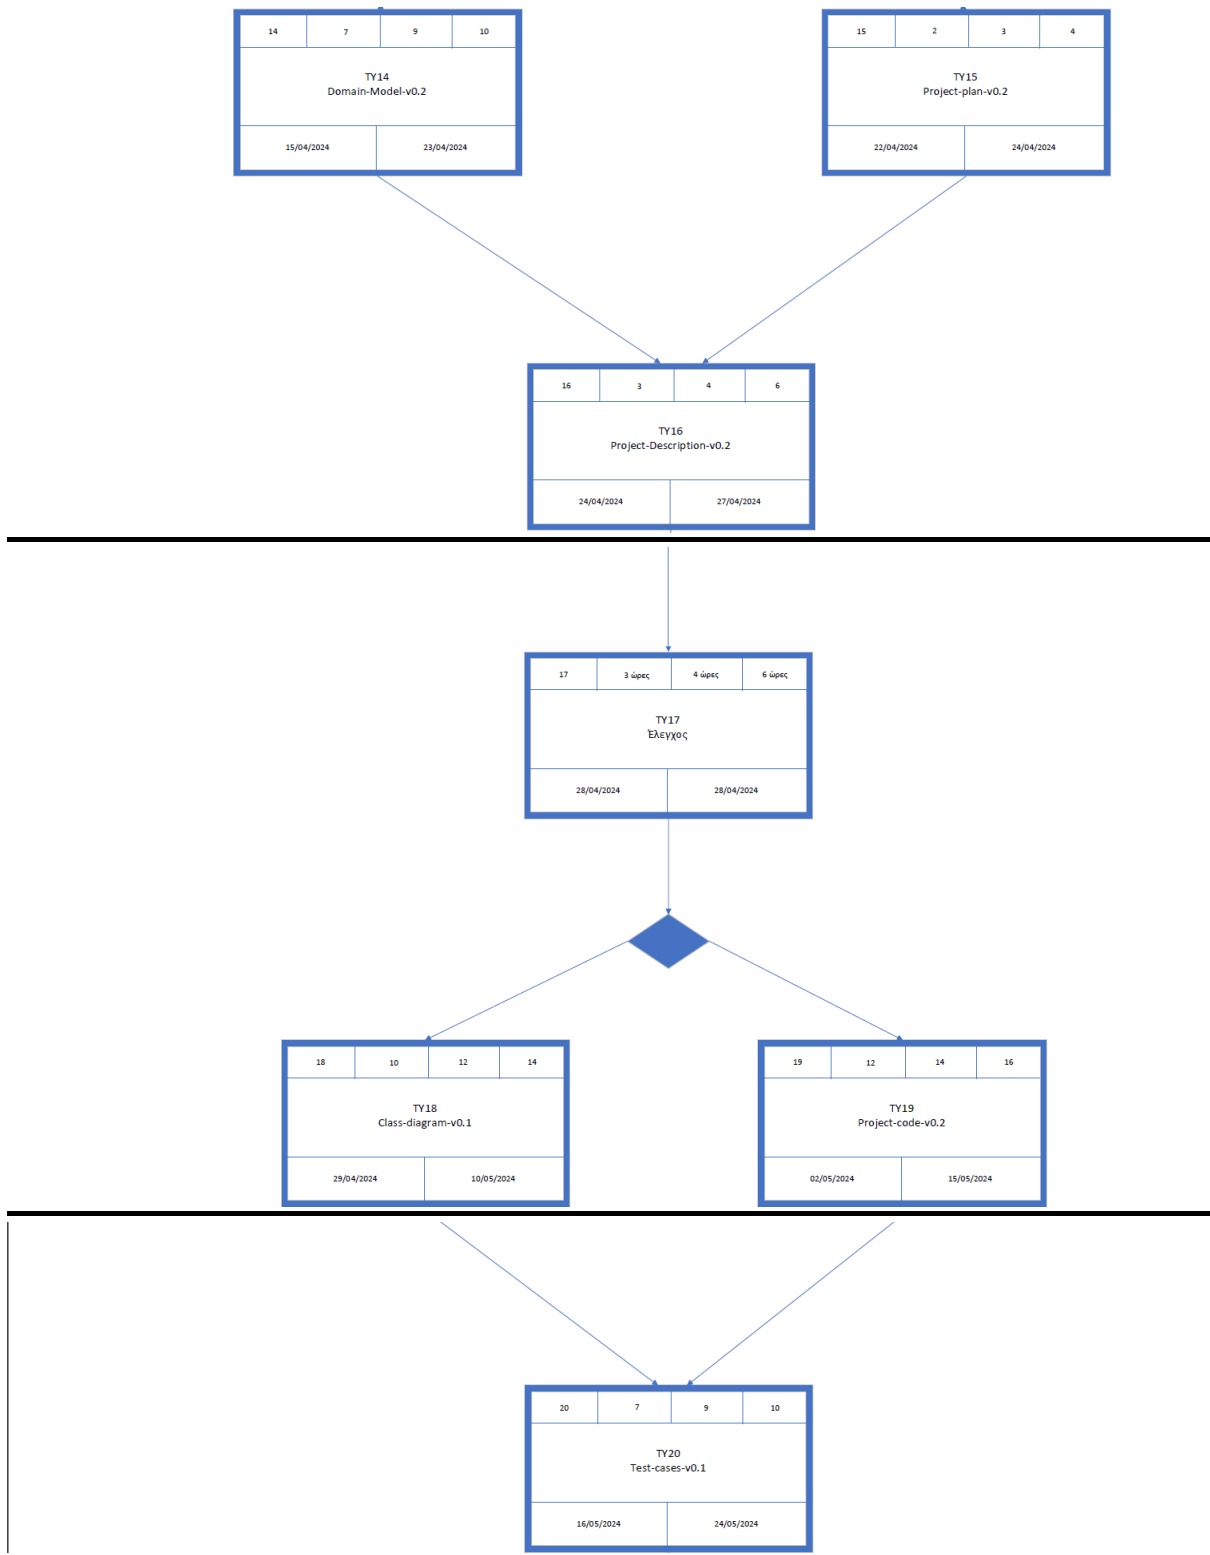 14 7 9 10
TY14
Domain-Model-v0.2
15/04/2024 23/04/2024
15 2 3 4
TY15
Project-plan-v0.2
22/04/2024 24/04/2024
16 3 4 6
TY16
Project-Description-v0.2
24/04/2024 27/04/2024
17 3 ώρες 4 ώρες 6 ώρες
TY17
Έλεγχος
28/04/2024 28/04/2024
18 10 12 14
TY18
Class-diagram-v0.1
29/04/2024 10/05/2024
19 12 14 16
TY19
Project-code-v0.2
02/05/2024 15/05/2024
20 7 9 10
TY20
Test-cases-v0.1
16/05/2024 24/05/2024